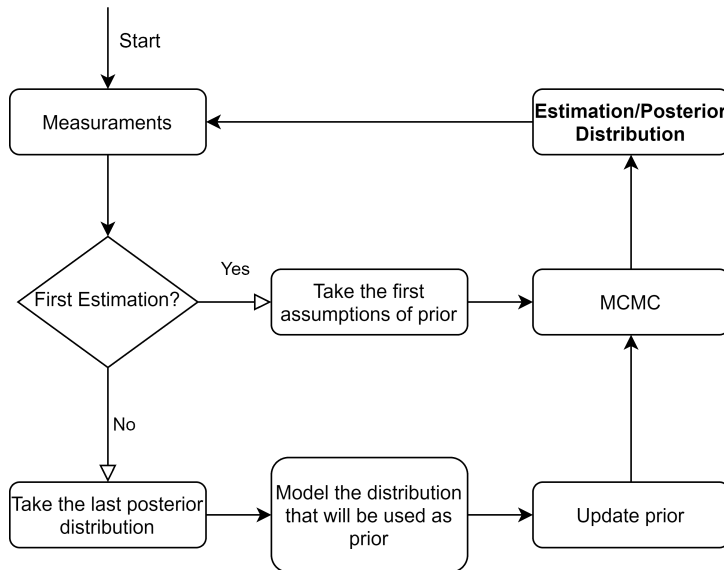 Start
Measuraments
Estimation/Posterior
Distribution
First Estimation?
Yes
Take the first
assumptions of prior
MCMC
No
Take the last posterior
distribution
Model the distribution
that will be used as
prior
Update prior